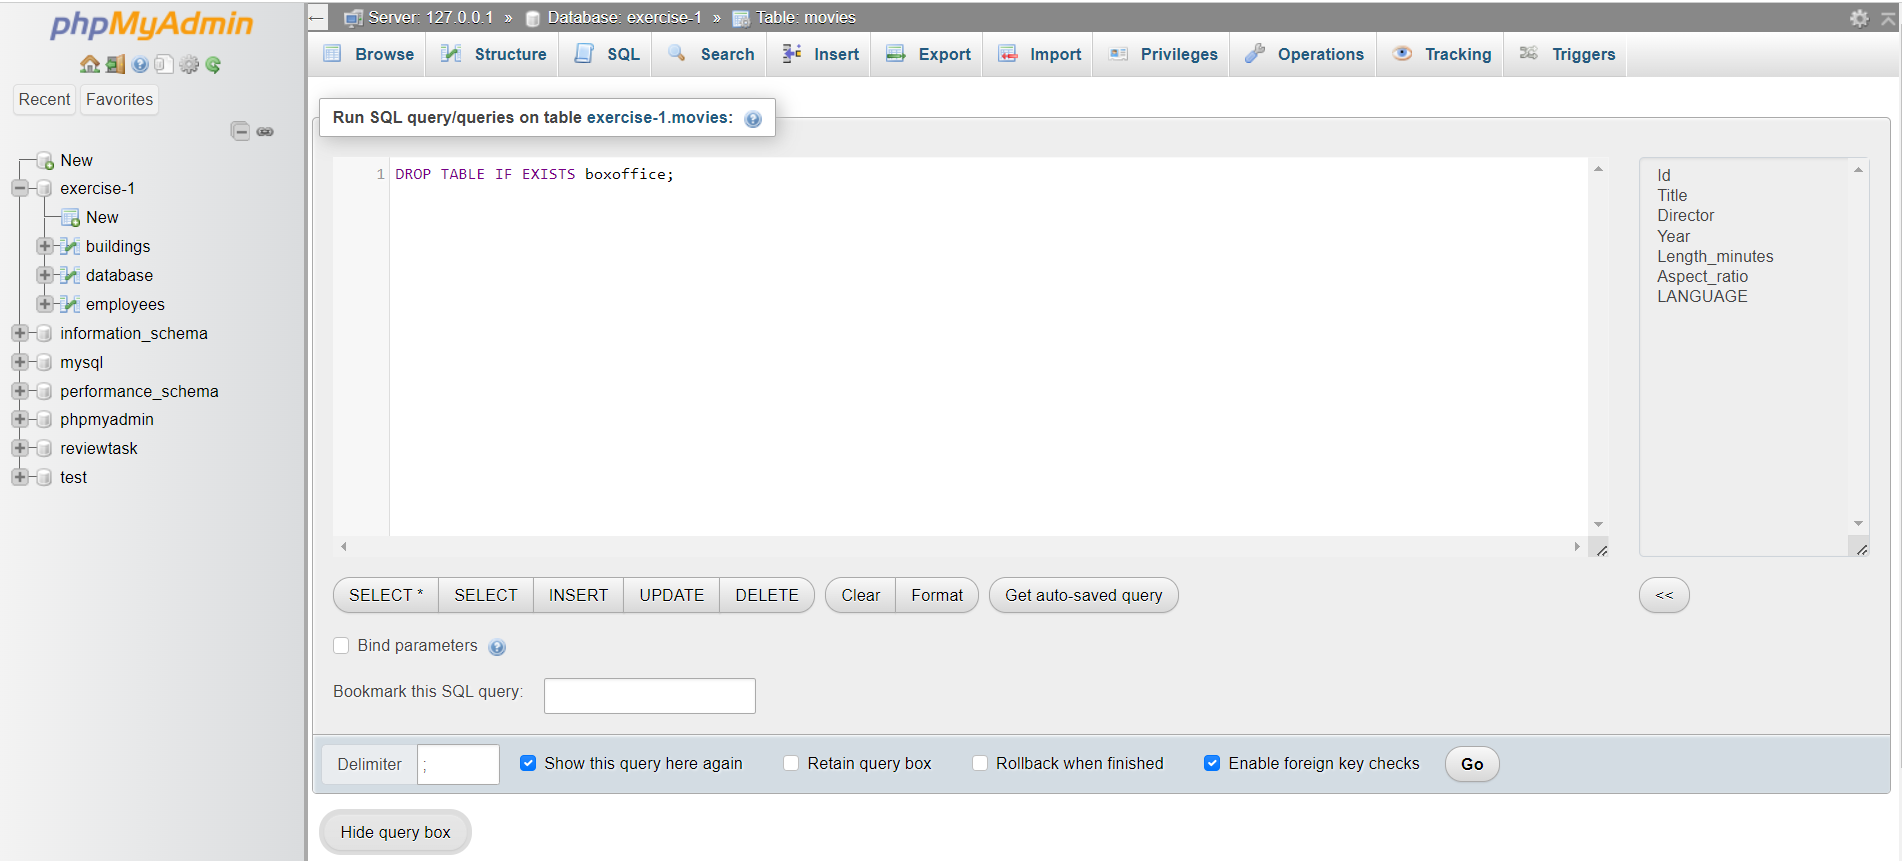 phpMyAdmin
Recent
Favorites
New
exercise-1
New
buildings
database
employees
information_schema
mysql
performance_schema
phpmyadmin
reviewtask
test
Server: 127.0.0.1 » Database: exercise-1 » Table: movies
Browse
Structure
SQL
Search
Insert
Export
Import
Privileges
Operations
Tracking
Triggers
Run SQL query/queries on table exercise-1.movies:
1 DROP TABLE IF EXISTS boxoffice;
Id
Title
Director
Year
Length_minutes
Aspect_ratio
LANGUAGE
SELECT *
SELECT
INSERT
UPDATE
DELETE
Clear
Format
Get auto-saved query
<<
Bind parameters
Bookmark this SQL query:
Delimiter ;
Show this query here again
Retain query box
Rollback when finished
Enable foreign key checks
Go
Hide query box